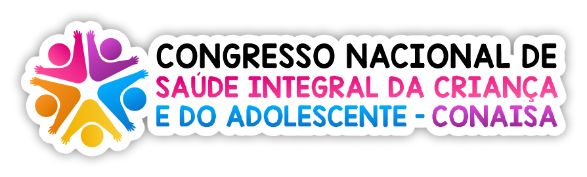 CONGRESSO NACIONAL DE
SAÚDE INTEGRAL DA CRIANÇA
E DO ADOLESCENTE - CONAISA